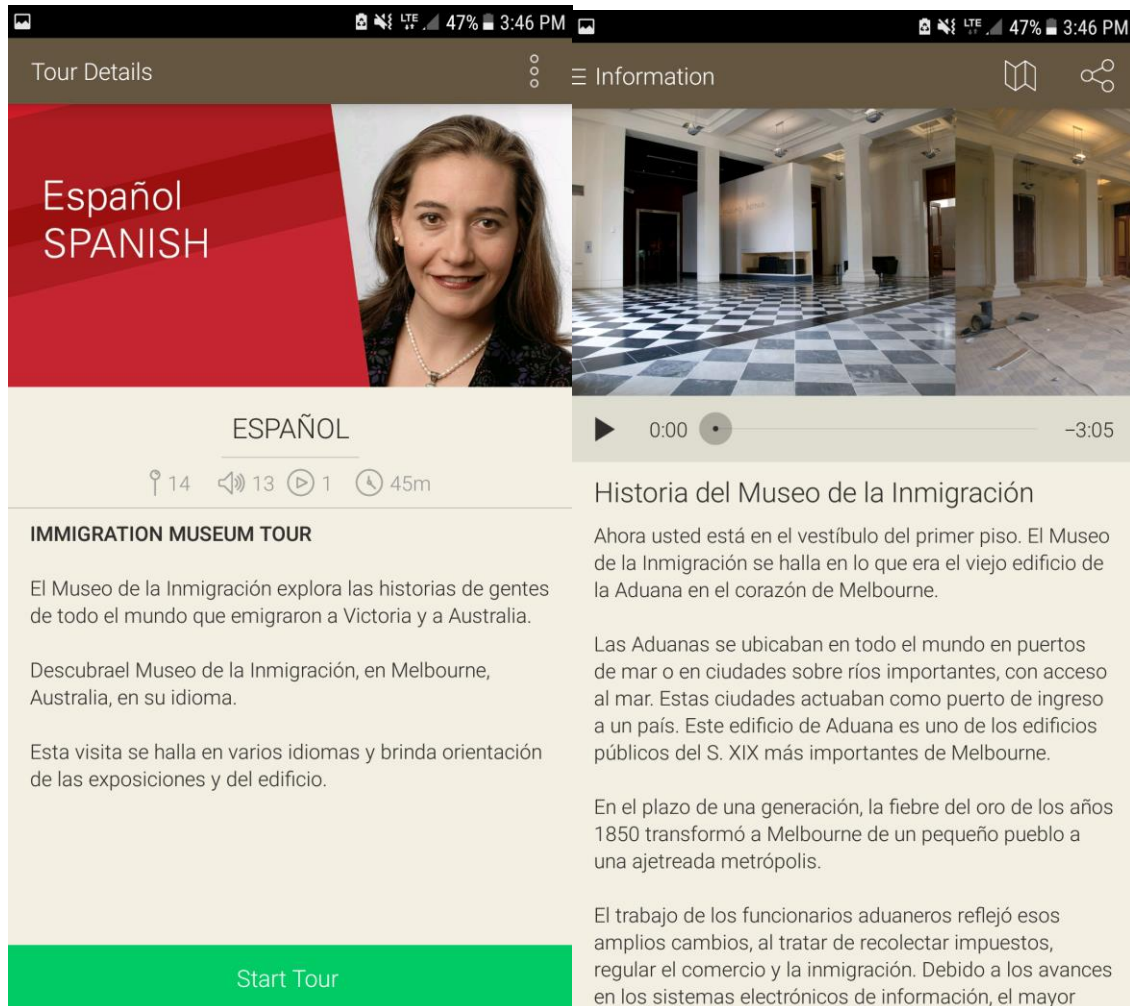 LTE 47% 3:46 PM
Tour Details
Español
SPANISH
ESPAÑOL
14 13 1 45m
IMMIGRATION MUSEUM TOUR
El Museo de la Inmigración explora las historias de gentes
de todo el mundo que emigraron a Victoria y a Australia.
Descubrael Museo de la Inmigración, en Melbourne,
Australia, en su idioma.
Esta visita se halla en varios idiomas y brinda orientación
de las exposiciones y del edificio.
Start Tour
LTE 47% 3:46 PM
Information
0:00 −3:05
Historia del Museo de la Inmigración
Ahora usted está en el vestíbulo del primer piso. El Museo
de la Inmigración se halla en lo que era el viejo edificio de
la Aduana en el corazón de Melbourne.
Las Aduanas se ubicaban en todo el mundo en puertos
de mar o en ciudades sobre ríos importantes, con acceso
al mar. Estas ciudades actuaban como puerto de ingreso
a un país. Este edificio de Aduana es uno de los edificios
públicos del S. XIX más importantes de Melbourne.
En el plazo de una generación, la fiebre del oro de los años
1850 transformó a Melbourne de un pequeño pueblo a
una ajetreada metrópolis.
El trabajo de los funcionarios aduaneros reflejó esos
amplios cambios, al tratar de recolectar impuestos,
regular el comercio y la inmigración. Debido a los avances
en los sistemas electrónicos de información, el mayor